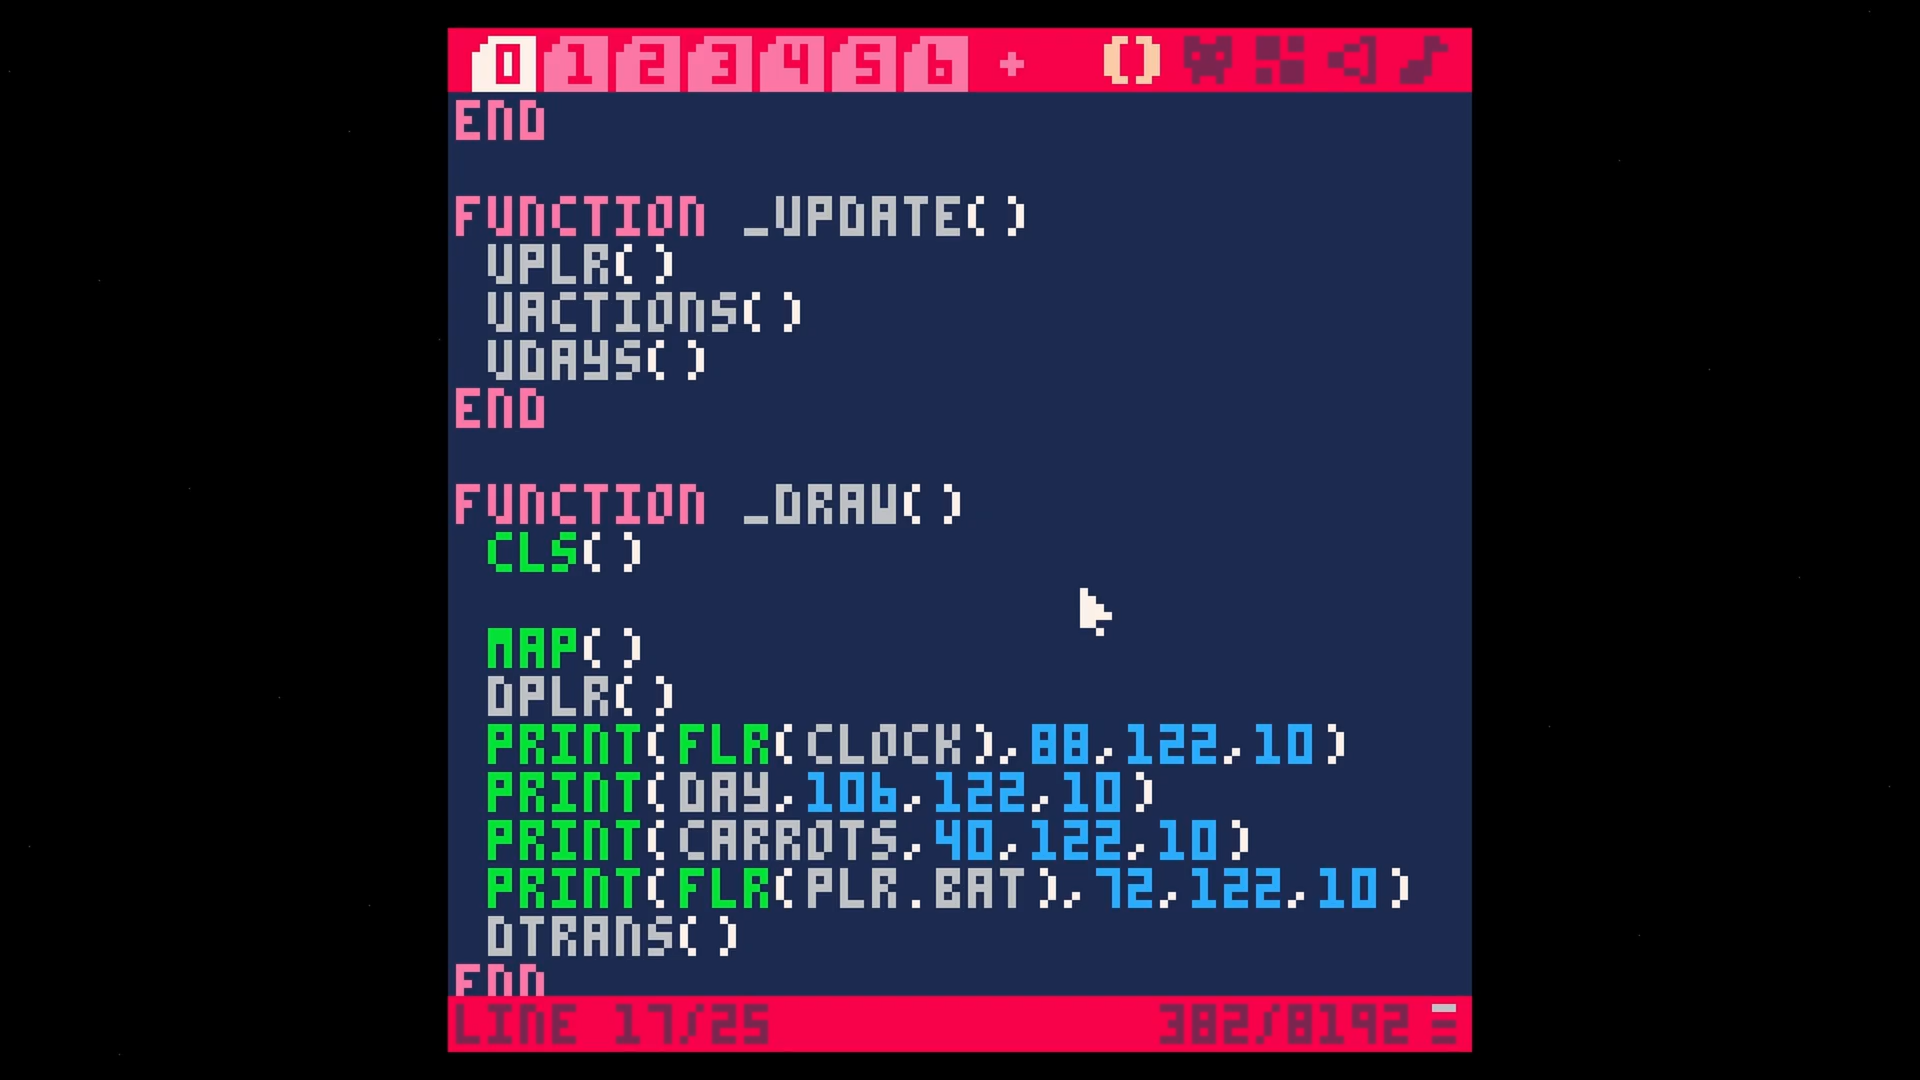 0 1 2 3 4 5 6 + ()
END
FUNCTION _UPDATE()
UPLR()
UACTIONS()
UDAYS()
END
FUNCTION _DRAW()
CLS()
MAP()
DPLR()
PRINT(FLR(CLOCK),88,122,10)
PRINT(DAY,106,122,10)
PRINT(CARROTS,40,122,10)
PRINT(FLR(PLR.BAT),72,122,10)
DTRANS()
END
LINE 17/25 382/8192